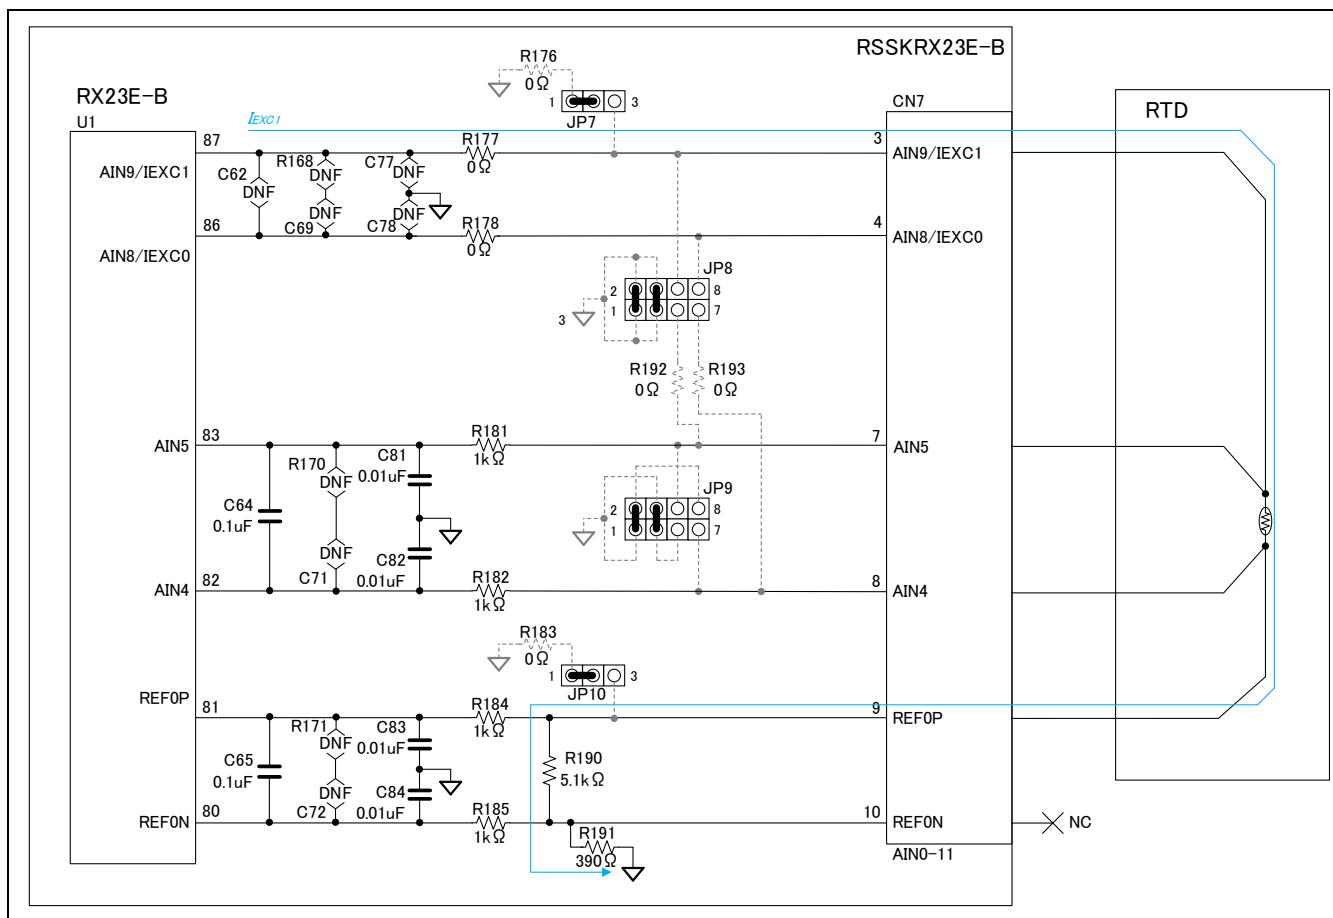 RSSKRX23E-B
RX23E-B
U1
IEXC1
R176
0Ω
1
3
JP7
CN7
RTD
87
AIN9/IEXC1
C62
DNF
R168
DNF
DNF
C69
C77
DNF
DNF
C78
R177
0Ω
3
AIN9/IEXC1
86
AIN8/IEXC0
R178
0Ω
4
AIN8/IEXC0
JP8
2
8
1
7
3
R192
0Ω
R193
0Ω
83
AIN5
R181
1kΩ
7
AIN5
C64
0.1uF
R170
DNF
DNF
C71
C81
0.01uF
C82
0.01uF
JP9
2
8
1
7
82
AIN4
R182
1kΩ
8
AIN4
R183
0Ω
1
3
JP10
REF0P
81
R184
1kΩ
9
REF0P
C65
0.1uF
R171
DNF
DNF
C72
C83
0.01uF
C84
0.01uF
R190
5.1kΩ
80
REF0N
R185
1kΩ
R191
390Ω
10
REF0N
NC
AIN0-11